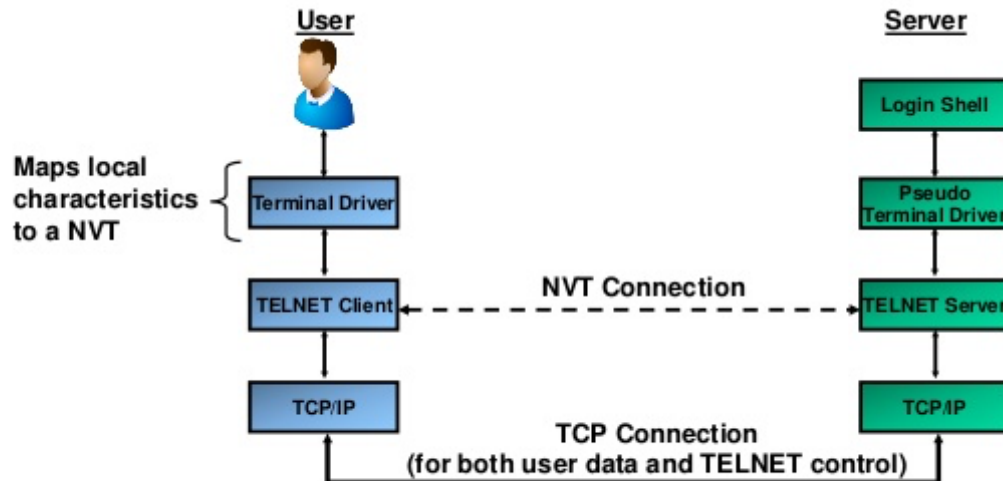 User
Server
Login Shell
Maps local
characteristics
to a NVT
Terminal Driver
Pseudo
Terminal Driver
NVT Connection
TELNET Client
TELNET Server
TCP/IP
TCP/IP
TCP Connection
(for both user data and TELNET control)